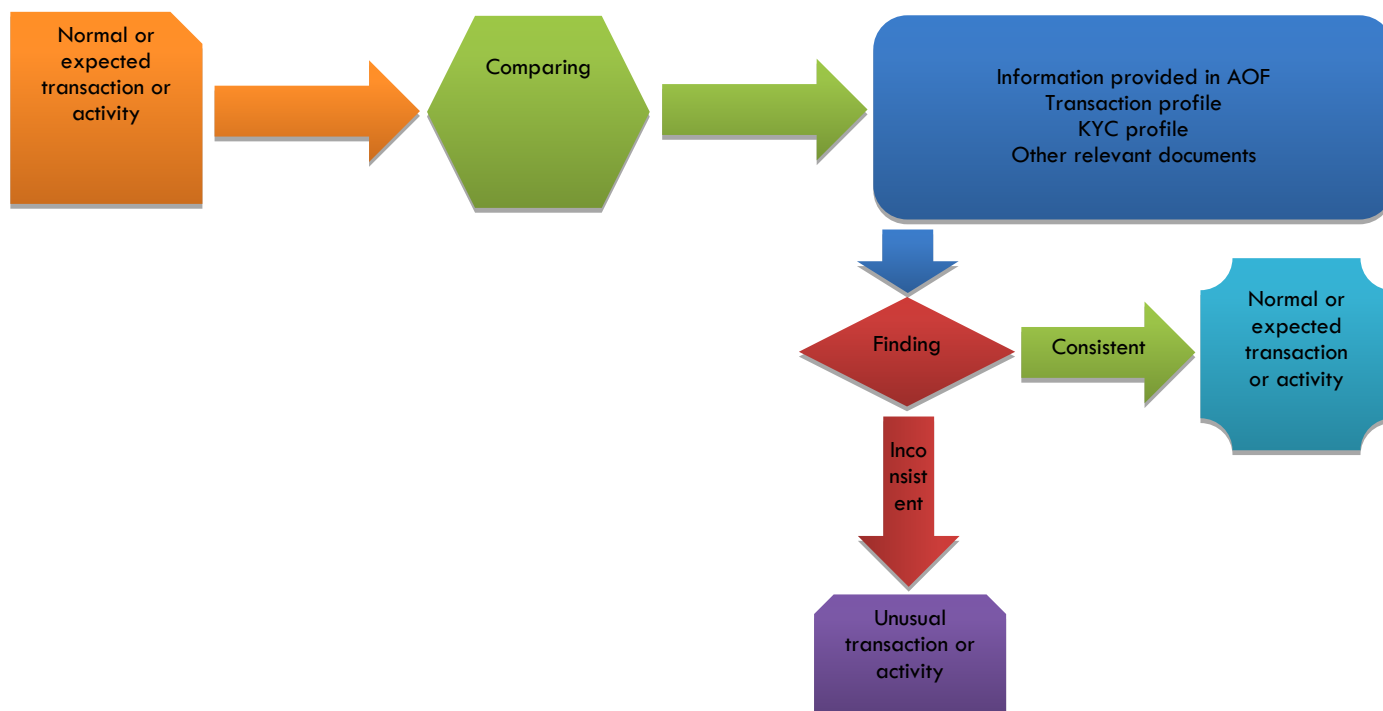 Normal or
expected
transaction or
activity
Comparing
Information provided in AOF
Transaction profile
KYC profile
Other relevant documents
Finding
Consistent
Normal or
expected
transaction
or activity
Inco
nsist
ent
Unusual
transaction or
activity